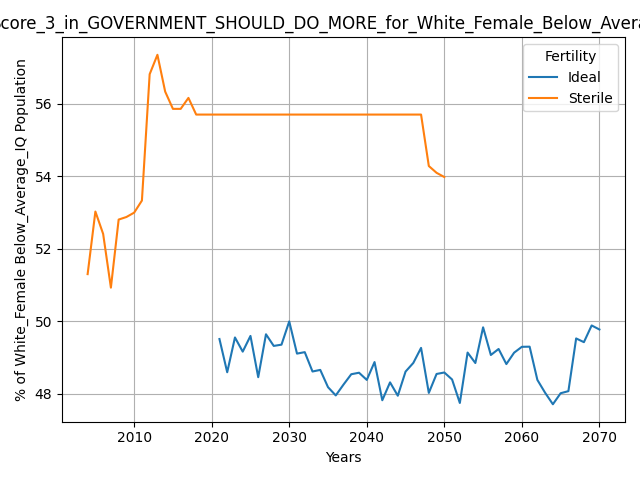 core_3_in_GOVERNMENT_SHOULD_DO_MORE_for_White_Female_Below_Avera
% of White_Female Below_Average_IQ Population
56
54
52
50
48
Fertility
Ideal
Sterile
2010 2020 2030 2040 2050 2060 2070
Years